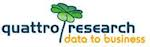 quattro research
data to business